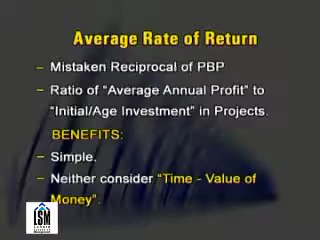 Average Rate of Return
– Mistaken Reciprocal of PBP
– Ratio of “Average Annual Profit” to
“Initial/Age Investment” in Projects.
BENEFITS:
– Simple.
– Neither consider “Time - Value of
Money”.
LSM